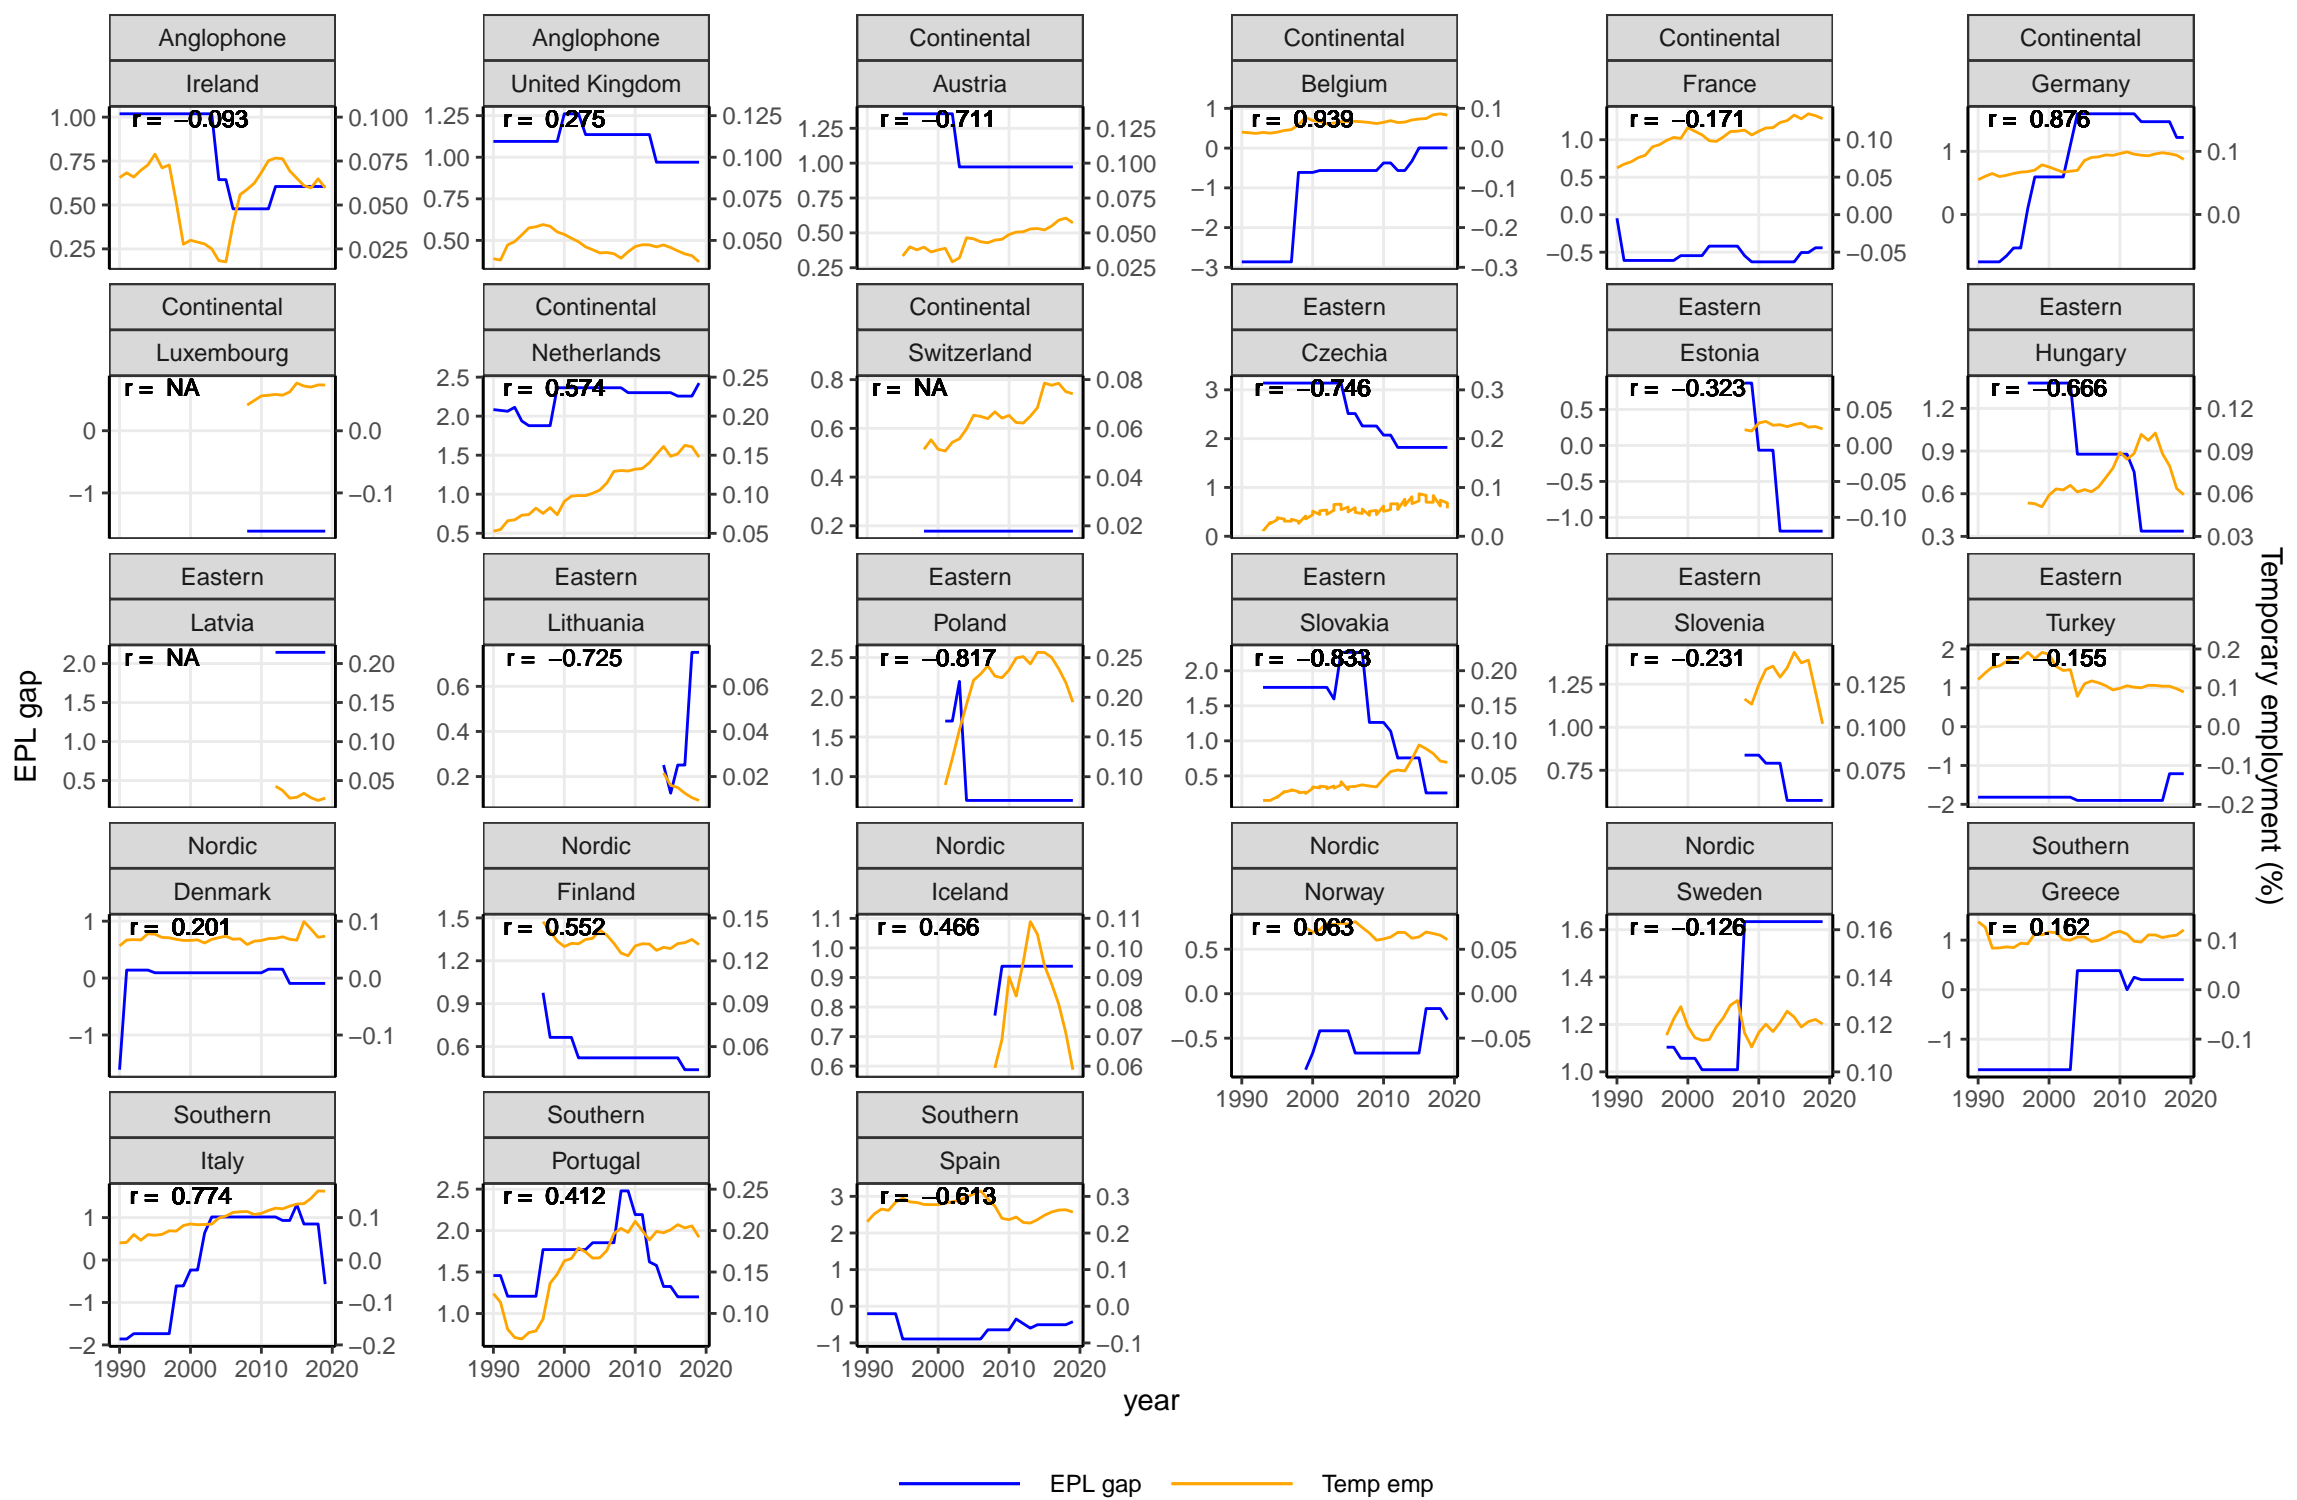 Anglophone Anglophone Continental Continental Continental Continental
Ireland United Kingdom Austria Belgium France Germany
r = −0.093 r = 0.275 r = −0.711 r = 0.939 r = −0.171 r = 0.876
1.00 0.75 0.50 0.25 0.100 0.075 0.050 0.025
1.25 1.00 0.75 0.50 0.125 0.100 0.075 0.050
1.25 1.00 0.75 0.50 0.25 0.125 0.100 0.075 0.050 0.025
1 0 −1 −2 −3 0.1 0.0 −0.1 −0.2 −0.3
1.0 0.5 0.0 −0.5 0.10 0.05 0.00 −0.05
1 0 0.1 0.0
Continental Continental Continental Eastern Eastern Eastern
Luxembourg Netherlands Switzerland Czechia Estonia Hungary
r = NA r = 0.574 r = NA r = −0.746 r = −0.323 r = −0.666
0 −1 0.0 −0.1
2.5 2.0 1.5 1.0 0.5 0.25 0.20 0.15 0.10 0.05
0.8 0.6 0.4 0.2 0.08 0.06 0.04 0.02
3 2 1 0 0.3 0.2 0.1 0.0
0.5 0.0 −0.5 −1.0 0.05 0.00 −0.05 −0.10
1.2 0.9 0.6 0.3 0.12 0.09 0.06 0.03
Eastern Eastern Eastern Eastern Eastern Eastern
Latvia Lithuania Poland Slovakia Slovenia Turkey
r = NA r = −0.725 r = −0.817 r = −0.833 r = −0.231 r = −0.155
2.0 1.5 1.0 0.5 0.20 0.15 0.10 0.05
0.6 0.4 0.2 0.06 0.04 0.02
2.5 2.0 1.5 1.0 0.25 0.20 0.15 0.10
2.0 1.5 1.0 0.5 0.20 0.15 0.10 0.05
1.25 1.00 0.75 0.125 0.100 0.075
2 1 0 −1 −2 0.2 0.1 0.0 −0.1 −0.2
EPL gap
Temporary employment (%)
Nordic Nordic Nordic Nordic Nordic Southern
Denmark Finland Iceland Norway Sweden Greece
r = 0.201 r = 0.552 r = 0.466 r = 0.063 r = −0.126 r = 0.162
1 0 −1 0.1 0.0 −0.1
1.5 1.2 0.9 0.6 0.15 0.12 0.09 0.06
1.1 1.0 0.9 0.8 0.7 0.6 0.11 0.10 0.09 0.08 0.07 0.06
0.5 0.0 −0.5 0.05 0.00 −0.05
1.6 1.4 1.2 1.0 0.16 0.14 0.12 0.10
1 0 −1 0.1 0.0 −0.1
1990 2000 2010 2020 1990 2000 2010 2020 1990 2000 2010 2020
Southern Southern Southern
Italy Portugal Spain
r = 0.774 r = 0.412 r = −0.613
1 0 −1 −2 0.1 0.0 −0.1 −0.2
2.5 2.0 1.5 1.0 0.25 0.20 0.15 0.10
3 2 1 0 −1 0.3 0.2 0.1 0.0 −0.1
1990 2000 2010 2020 1990 2000 2010 2020 1990 2000 2010 2020
year
EPL gap Temp emp